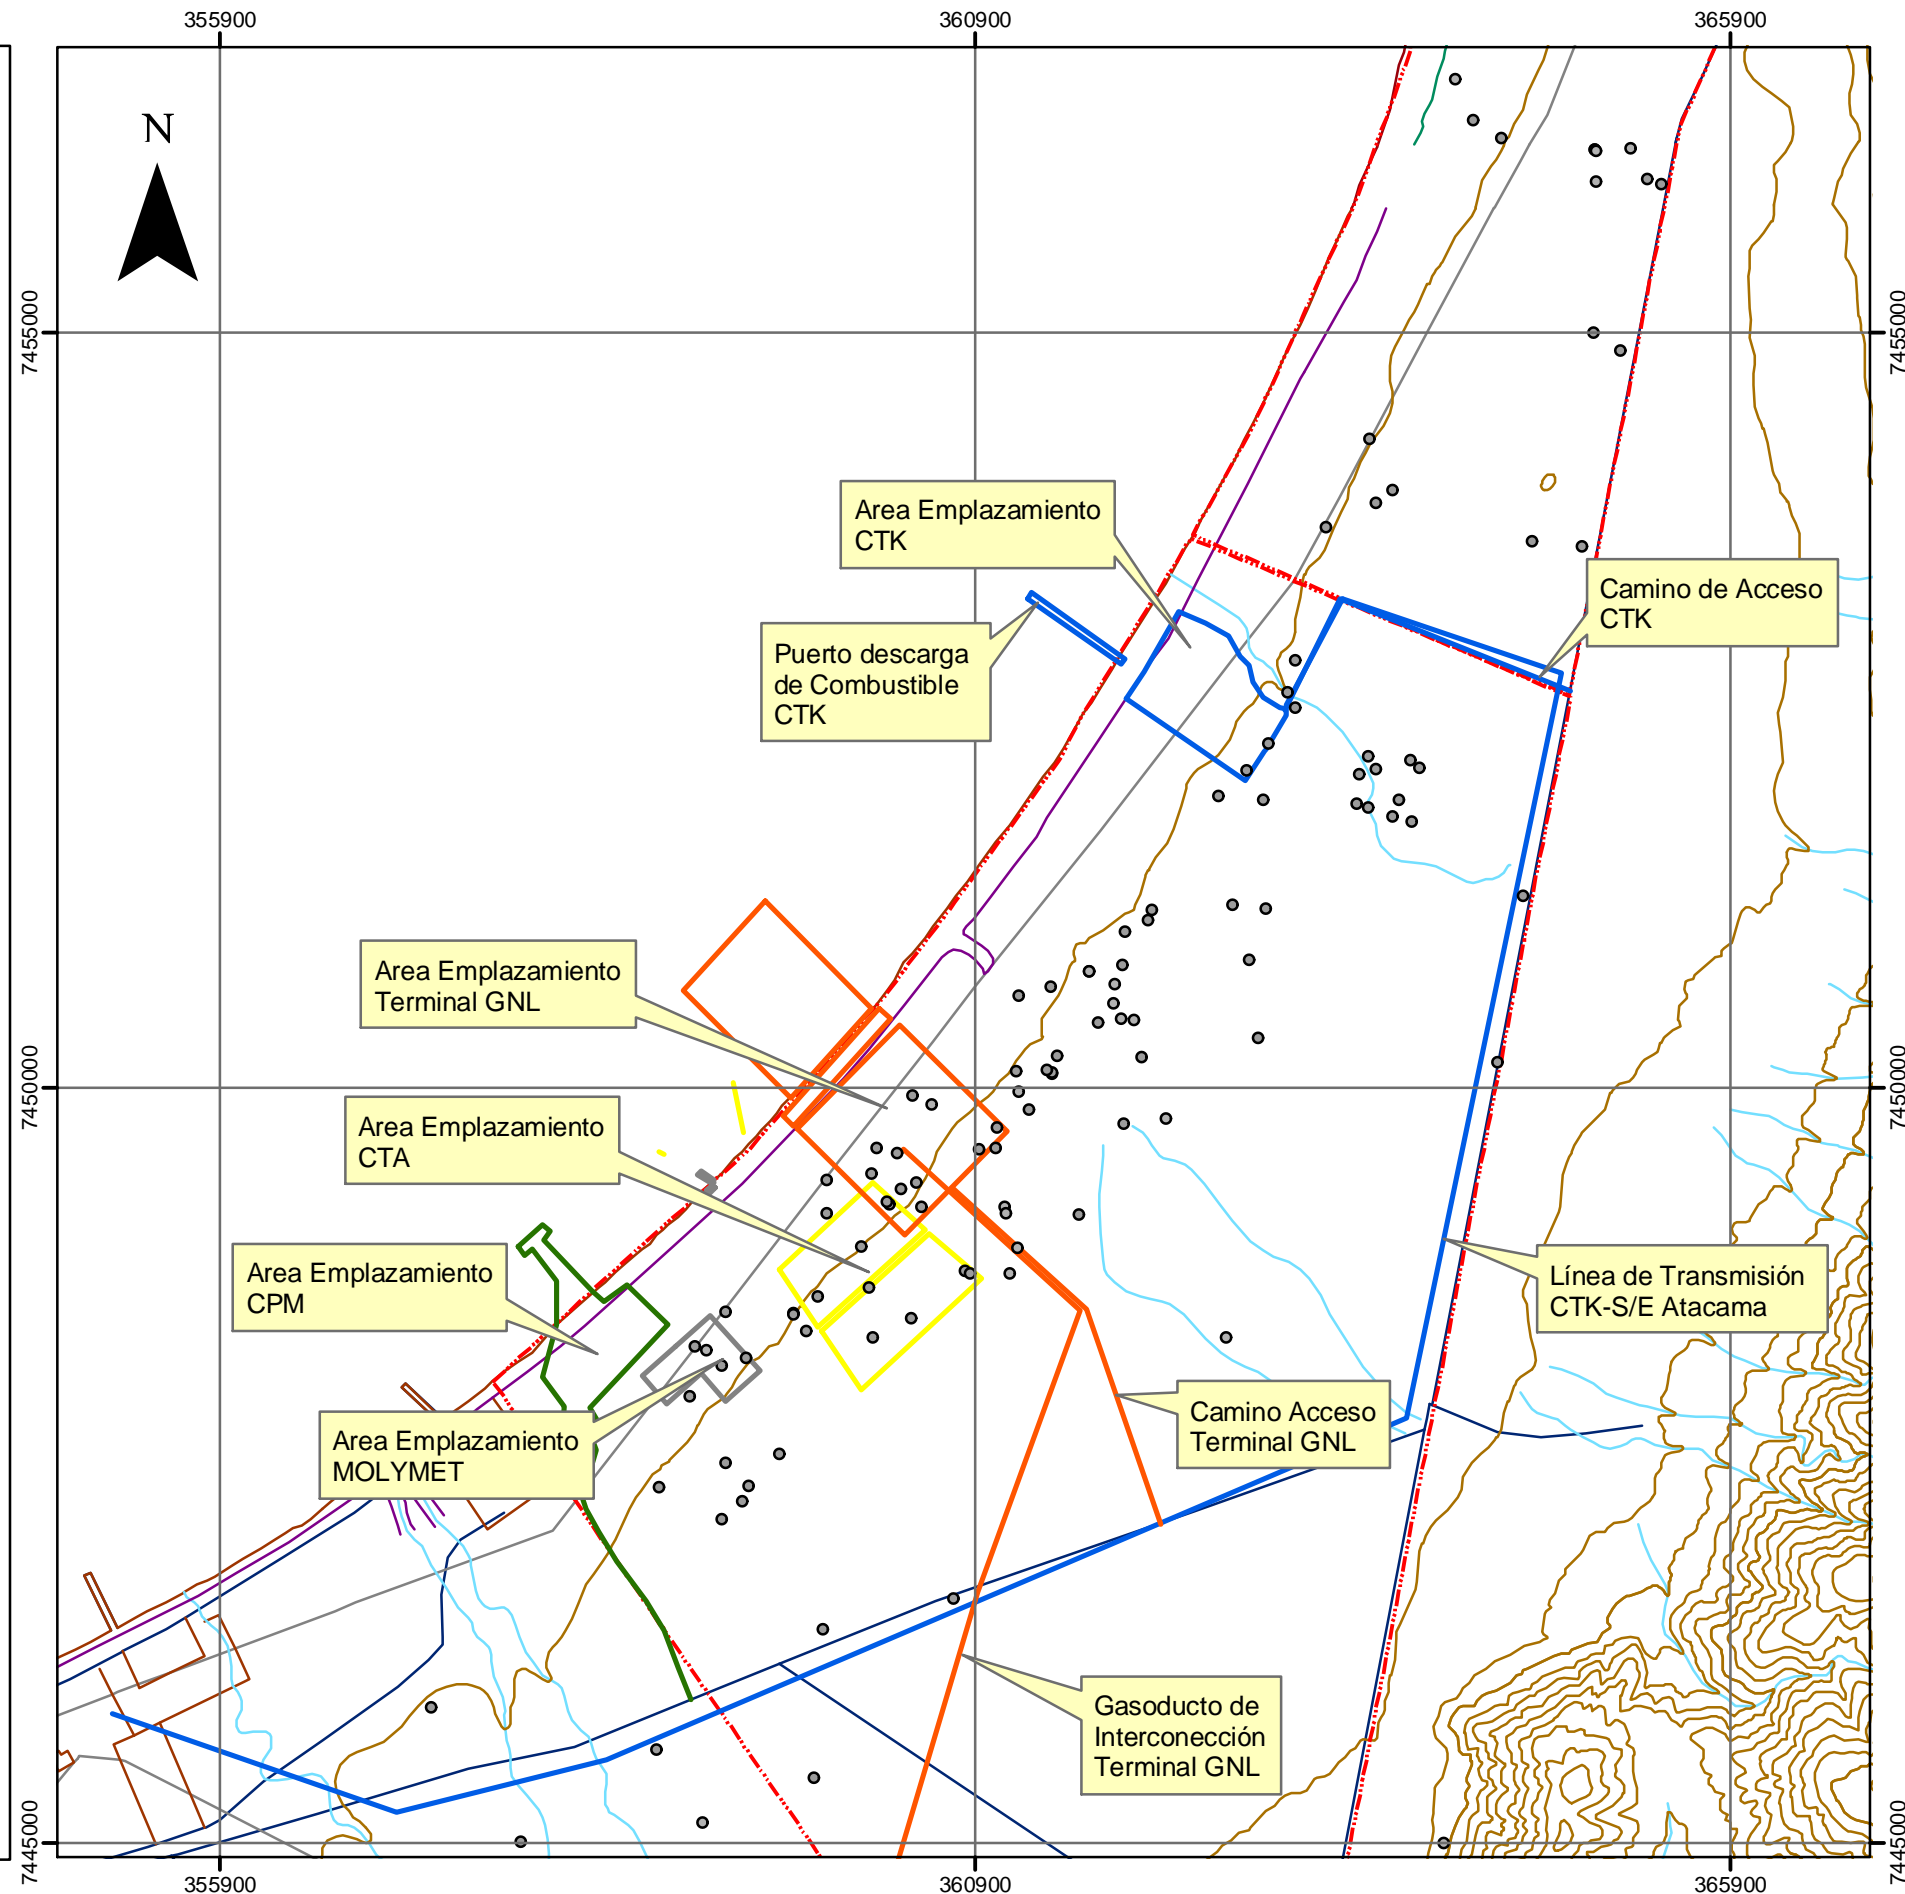 355900
360900
365900
N
7455000
7455000
Area Emplazamiento
CTK
Camino de Acceso
CTK
Puerto descarga
de Combustible
CTK
Area Emplazamiento
Terminal GNL
7450000
7450000
Area Emplazamiento
CTA
Area Emplazamiento
CPM
Línea de Transmisión
CTK-S/E Atacama
Camino Acceso
Terminal GNL
Area Emplazamiento
MOLYMET
Gasoducto de
Interconección
Terminal GNL
7445000
7445000
355900
360900
365900